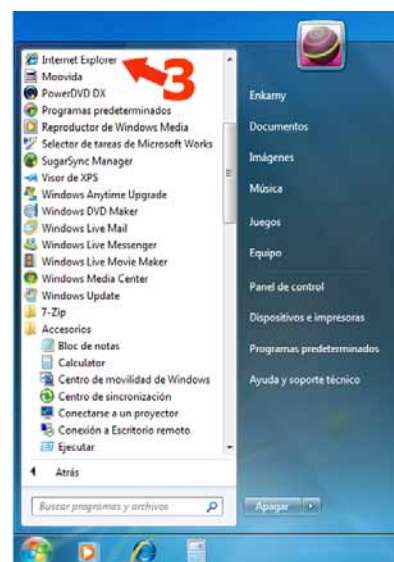 Internet Explorer
3
Moovida
PowerDVD DX
Programas predeterminados
Reproductor de Windows Media
Selector de tareas de Microsoft Works
SugarSync Manager
Visor de XPS
Windows Anytime Upgrade
Windows DVD Maker
Windows Live Mail
Windows Live Messenger
Windows Live Movie Maker
Windows Media Center
Windows Update
7-Zip
Accesorios
Bloc de notas
Calculator
Centro de movilidad de Windows
Centro de sincronización
Conectarse a un proyector
Conexión a Escritorio remoto
Ejecutar
Atrás
Buscar programas y archivos
Enkamy
Documentos
Imágenes
Música
Juegos
Equipo
Panel de control
Dispositivos e impresoras
Programas predeterminados
Ayuda y soporte técnico
Apagar